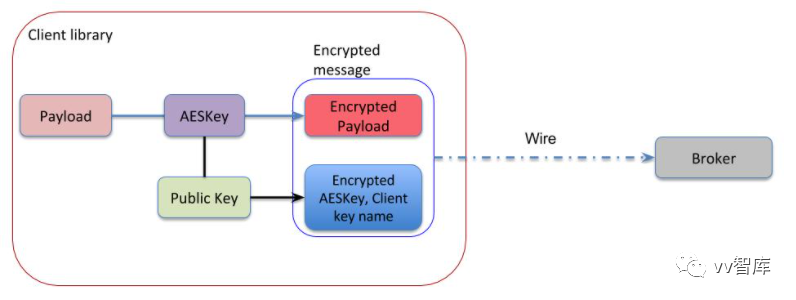 Client library
Encrypted
message
Payload
AESKey
Encrypted
Payload
Wire
Broker
Public Key
Encrypted
AESKey, Client
key name
vv智库